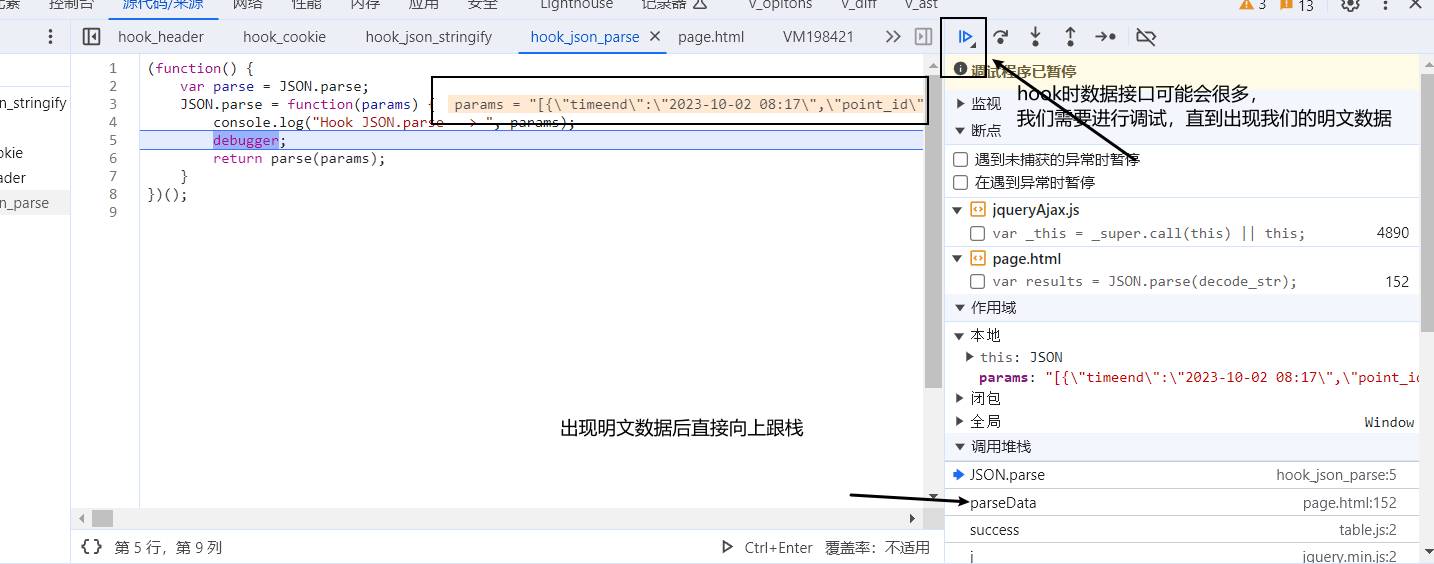 控制台 源代码/来源 网络 性能 内存 应用 安全 Lighthouse 记录器 v_opitons v_diff v_ast 3 13
hook_header hook_cookie hook_json_stringify hook_json_parse page.html VM198421
n_stringify
okie
ader
n_parse
1 (function() {
2 var parse = JSON.parse;
3 JSON.parse = function(params) { params = "[{\"timeend\":\"2023-10-02 08:17\",\"point_id\"
4 console.log("Hook JSON.parse > ", params);
5 debugger;
6 return parse(params);
7 }
8 })();
9
出现明文数据后直接向上跟栈
{} 第 5 行，第 9 列 Ctrl+Enter 覆盖率：不适用
调试程序已暂停
hook时数据接口可能会很多，
我们需要进行调试，直到出现我们的明文数据
监视
断点
遇到未捕获的异常时暂停
在遇到异常时暂停
jqueryAjax.js
var _this = _super.call(this) || this; 4890
page.html
var results = JSON.parse(decode_str); 152
作用域
本地
this: JSON
params: "[{\"timeend\":\"2023-10-02 08:17\",\"point_i
闭包
全局 Window
调用堆栈
JSON.parse hook_json_parse:5
parseData page.html:152
success table.js:2
j jquery.min.js:2